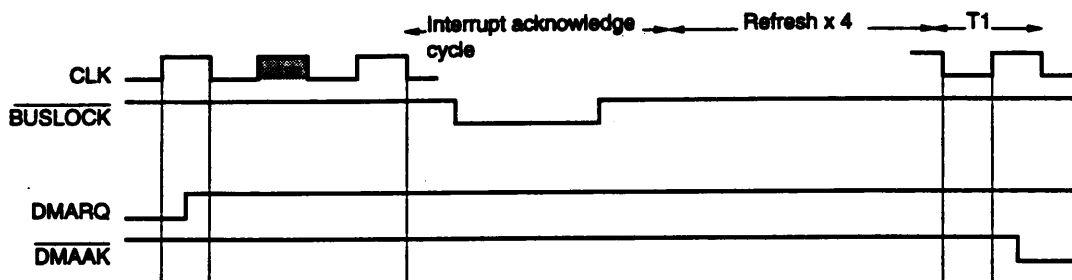 Interrupt acknowledge
cycle
Refresh x 4
T1
CLK
BUSLOCK
DMARQ
DMAAK